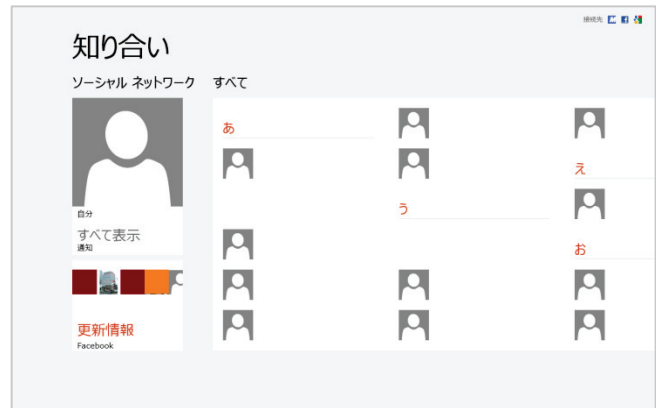 接続先
知り合い
ソーシャル ネットワーク
すべて
自分
すべて表示
通知
更新情報
Facebook
あ
う
え
お